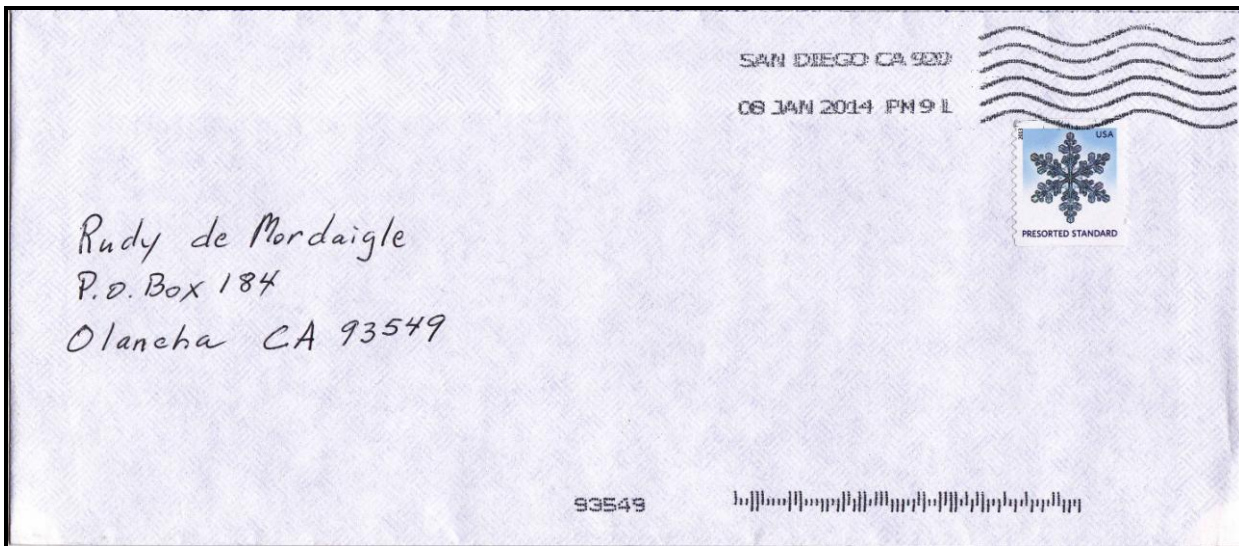 SAN DIEGO CA 920
08 JAN 2014 PM 9 L
2013
USA
PRESORTED STANDARD
Rudy de Mordaigle
P.O. Box 184
Olancha CA 93549
93549